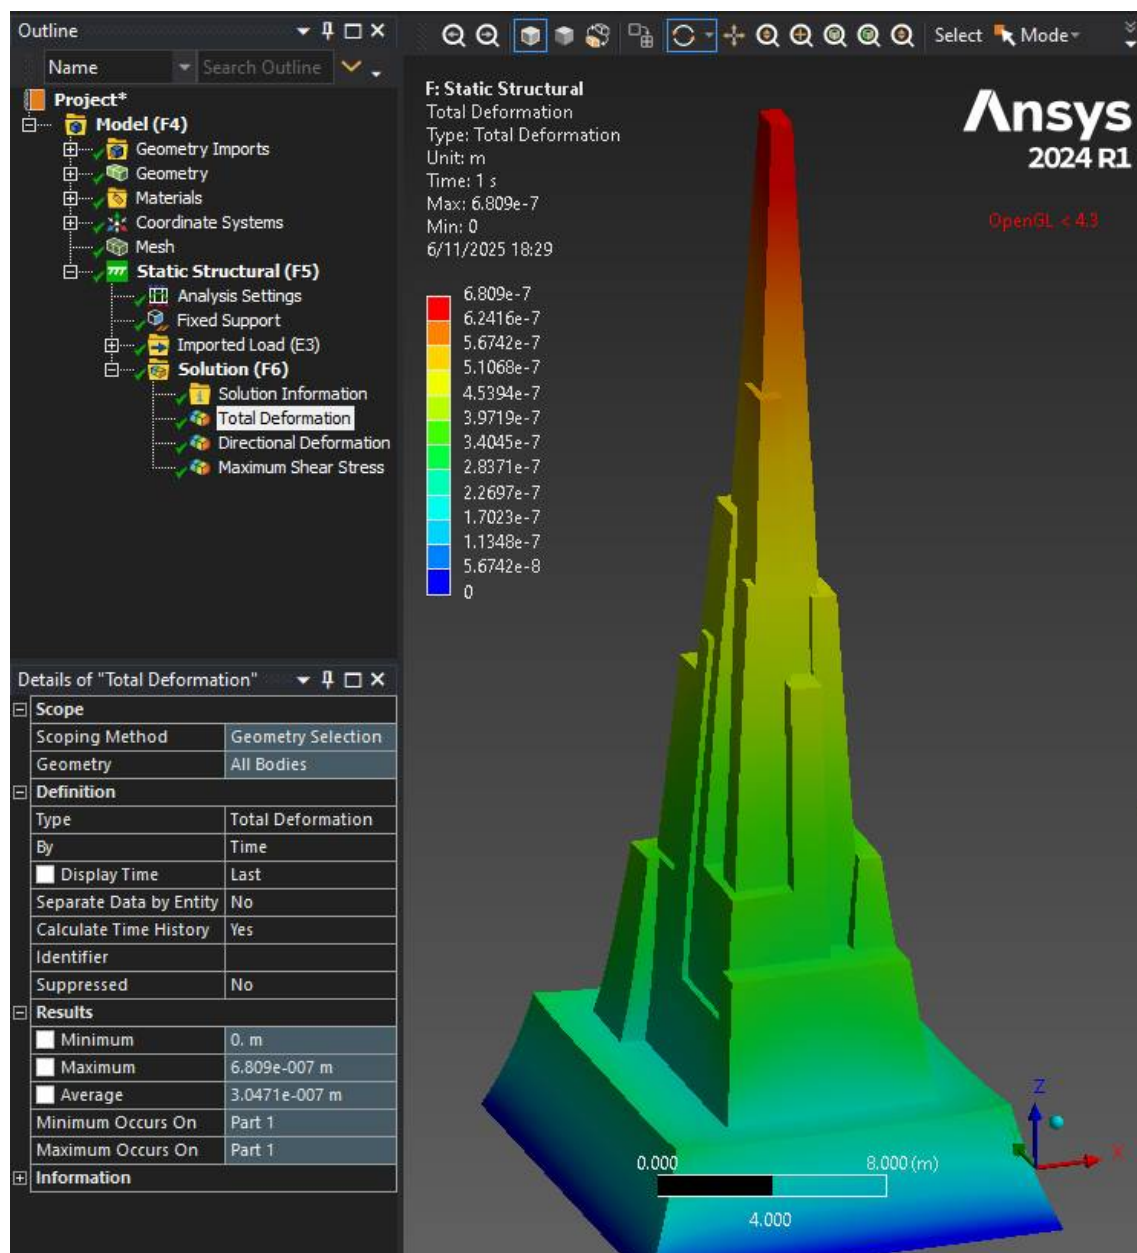 Outline
Name
Search Outline
Project*
Model (F4)
Geometry Imports
Geometry
Materials
Coordinate Systems
Mesh
Static Structural (F5)
Analysis Settings
Fixed Support
Imported Load (E3)
Solution (F6)
Solution Information
Total Deformation
Directional Deformation
Maximum Shear Stress
Details of "Total Deformation"
Scope
Scoping Method Geometry Selection
Geometry All Bodies
Definition
Type Total Deformation
By Time
Display Time Last
Separate Data by Entity No
Calculate Time History Yes
Identifier
Suppressed No
Results
Minimum 0. m
Maximum 6.809e-007 m
Average 3.0471e-007 m
Minimum Occurs On Part 1
Maximum Occurs On Part 1
Information
Select Mode
F: Static Structural
Total Deformation
Type: Total Deformation
Unit: m
Time: 1 s
Max: 6.809e-7
Min: 0
6/11/2025 18:29
Ansys
2024 R1
OpenGL < 4.3
6.809e-7
6.2416e-7
5.6742e-7
5.1068e-7
4.5394e-7
3.9719e-7
3.4045e-7
2.8371e-7
2.2697e-7
1.7023e-7
1.1348e-7
5.6742e-8
0
Z
X
0.000 8.000 (m)
4.000